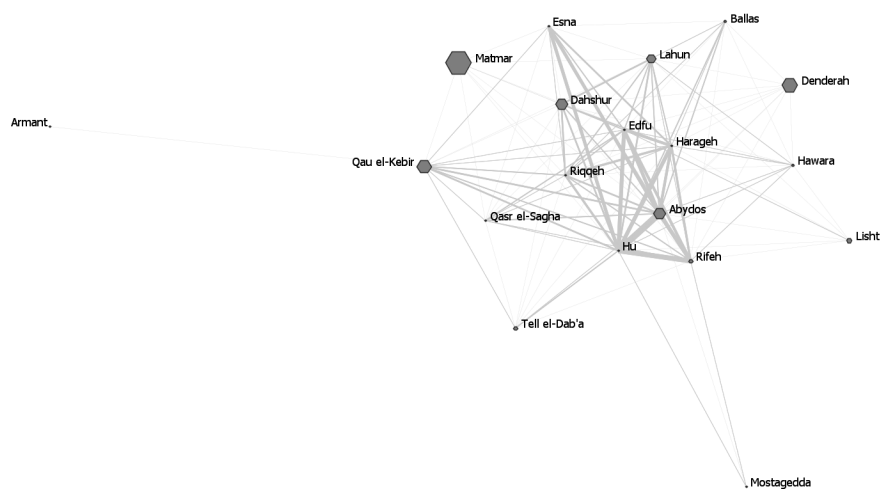 Esna
Ballas
Matmar
Lahun
Denderah
Dahshur
Armant
Edfu
Harageh
Qau el-Kebir
Riqqeh
Hawara
Qasr el-Sagha
Abydos
Lisht
Hu
Rifeh
Tell el-Dab'a
Mostagedda